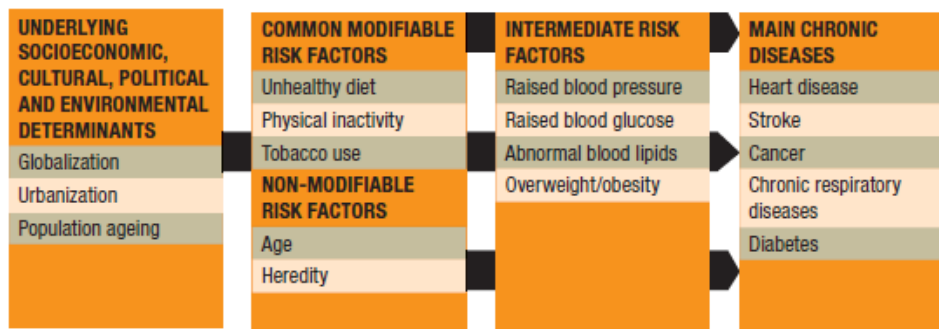 UNDERLYING
SOCIOECONOMIC,
CULTURAL, POLITICAL
AND ENVIRONMENTAL
DETERMINANTS
Globalization
Urbanization
Population ageing
COMMON MODIFIABLE
RISK FACTORS
Unhealthy diet
Physical inactivity
Tobacco use
NON-MODIFIABLE
RISK FACTORS
Age
Heredity
INTERMEDIATE RISK
FACTORS
Raised blood pressure
Raised blood glucose
Abnormal blood lipids
Overweight/obesity
MAIN CHRONIC
DISEASES
Heart disease
Stroke
Cancer
Chronic respiratory
diseases
Diabetes